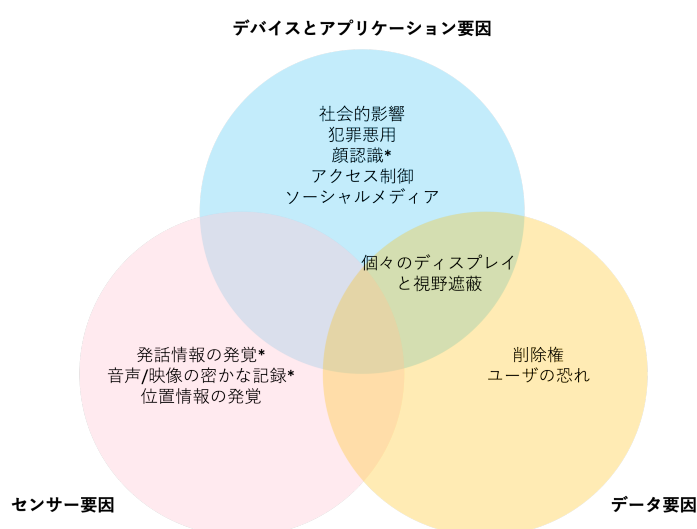 デバイスとアプリケーション要因
社会的影響
犯罪悪用
顔認識*
アクセス制御
ソーシャルメディア
個々のディスプレイ
と視野遮蔽
発話情報の発覚*
音声/映像の密かな記録*
位置情報の発覚
削除権
ユーザの恐れ
センサー要因
データ要因